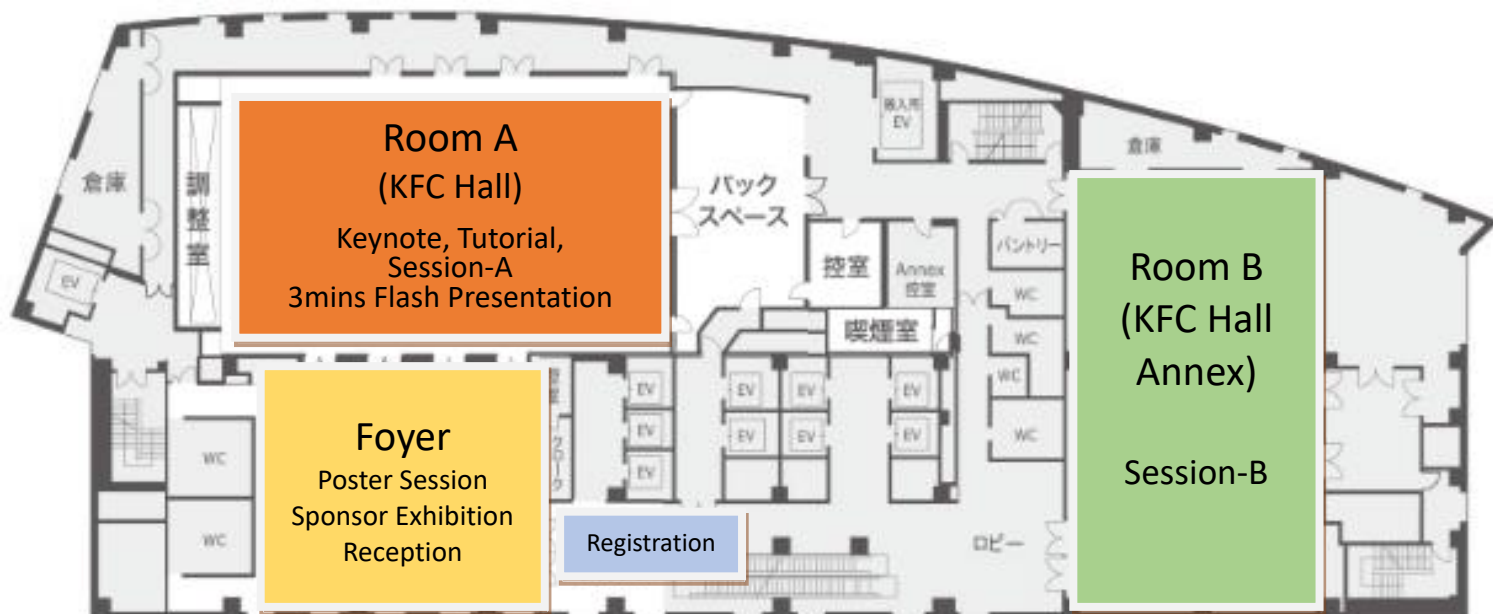 Room A
(KFC Hall)
Keynote, Tutorial,
Session-A
3mins Flash Presentation
倉庫
調整室
EV
バック
スペース
搬入用
EV
倉庫
控室
Annex
控室
パントリー
WC
喫煙室
WC
WC
WC
Room B
(KFC Hall
Annex)
Session-B
Foyer
Poster Session
Sponsor Exhibition
Reception
WC
WC
クローク
EV
EV
EV
EV
EV
EV
EV
EV
EV
Registration
ロビー